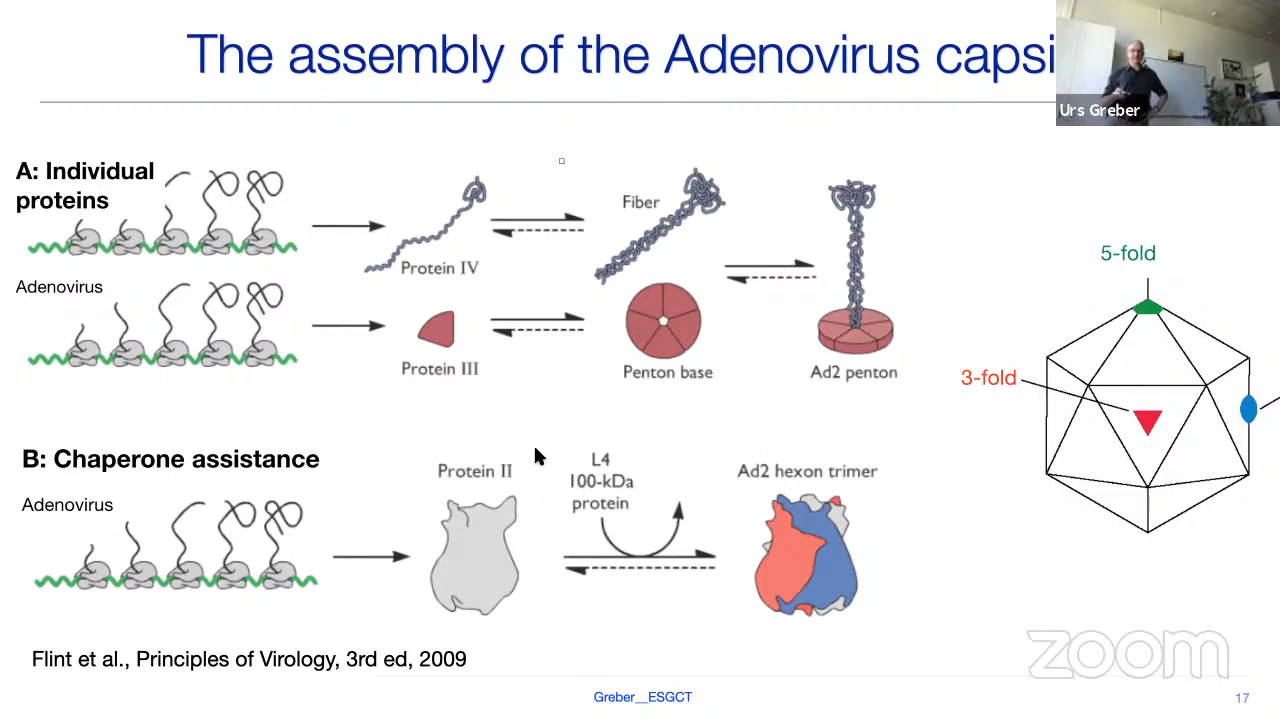 The assembly of the Adenovirus capsi
Urs Greber
A: Individual
proteins
Fiber
Protein IV
Adenovirus
Protein III
Penton base
Ad2 penton
5-fold
3-fold
B: Chaperone assistance
Adenovirus
Protein II
L4
100-kDa
protein
Ad2 hexon trimer
Flint et al., Principles of Virology, 3rd ed, 2009
zoom
Greber__ESGCT
17